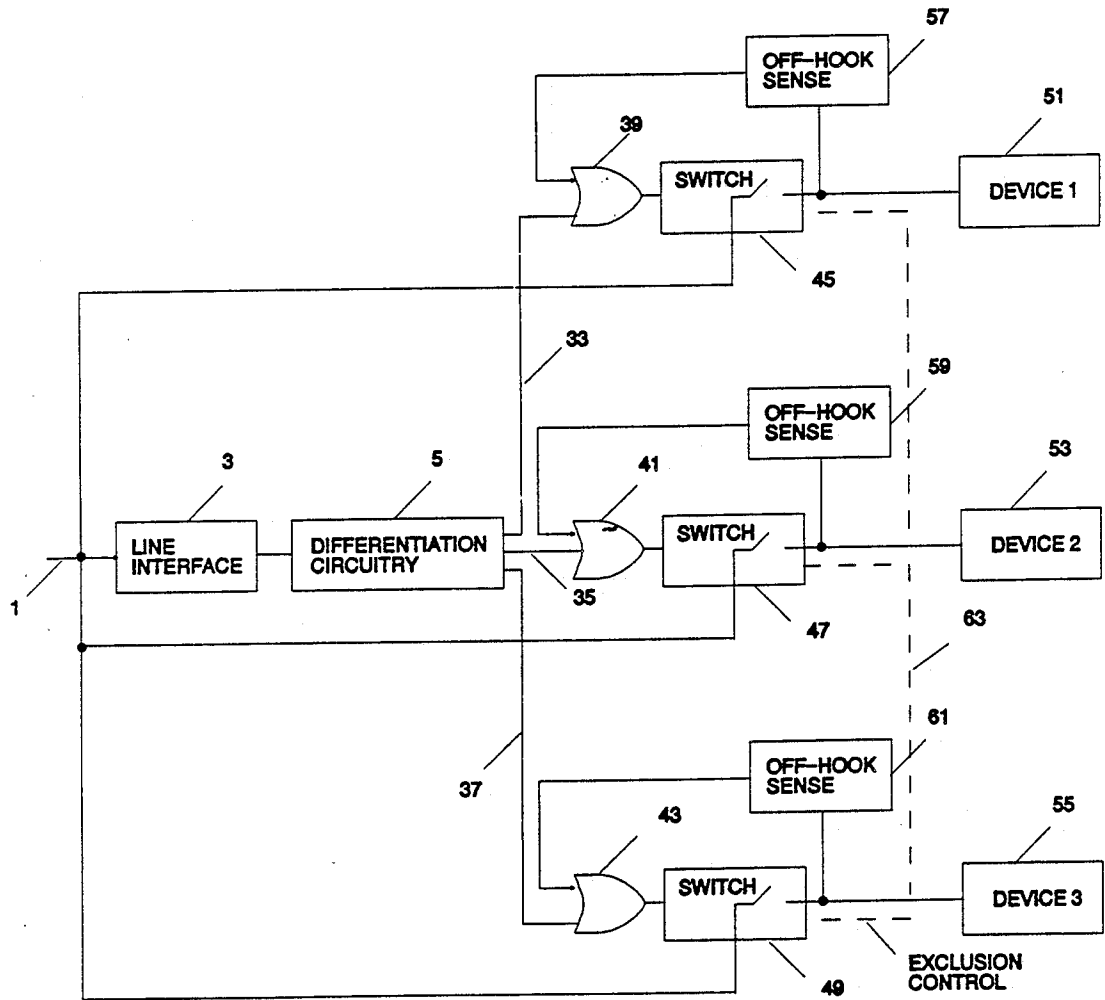 57
OFF-HOOK
SENSE
51
39
SWITCH
DEVICE 1
45
33
59
OFF-HOOK
SENSE
3
5
41
53
LINE
INTERFACE
DIFFERENTIATION
CIRCUITRY
SWITCH
DEVICE 2
1
35
47
63
61
OFF-HOOK
SENSE
37
43
55
SWITCH
DEVICE 3
49
EXCLUSION
CONTROL